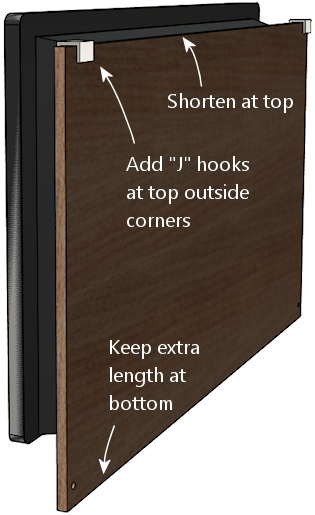 Shorten at top
Add "J" hooks
at top outside
corners
Keep extra
length at
bottom